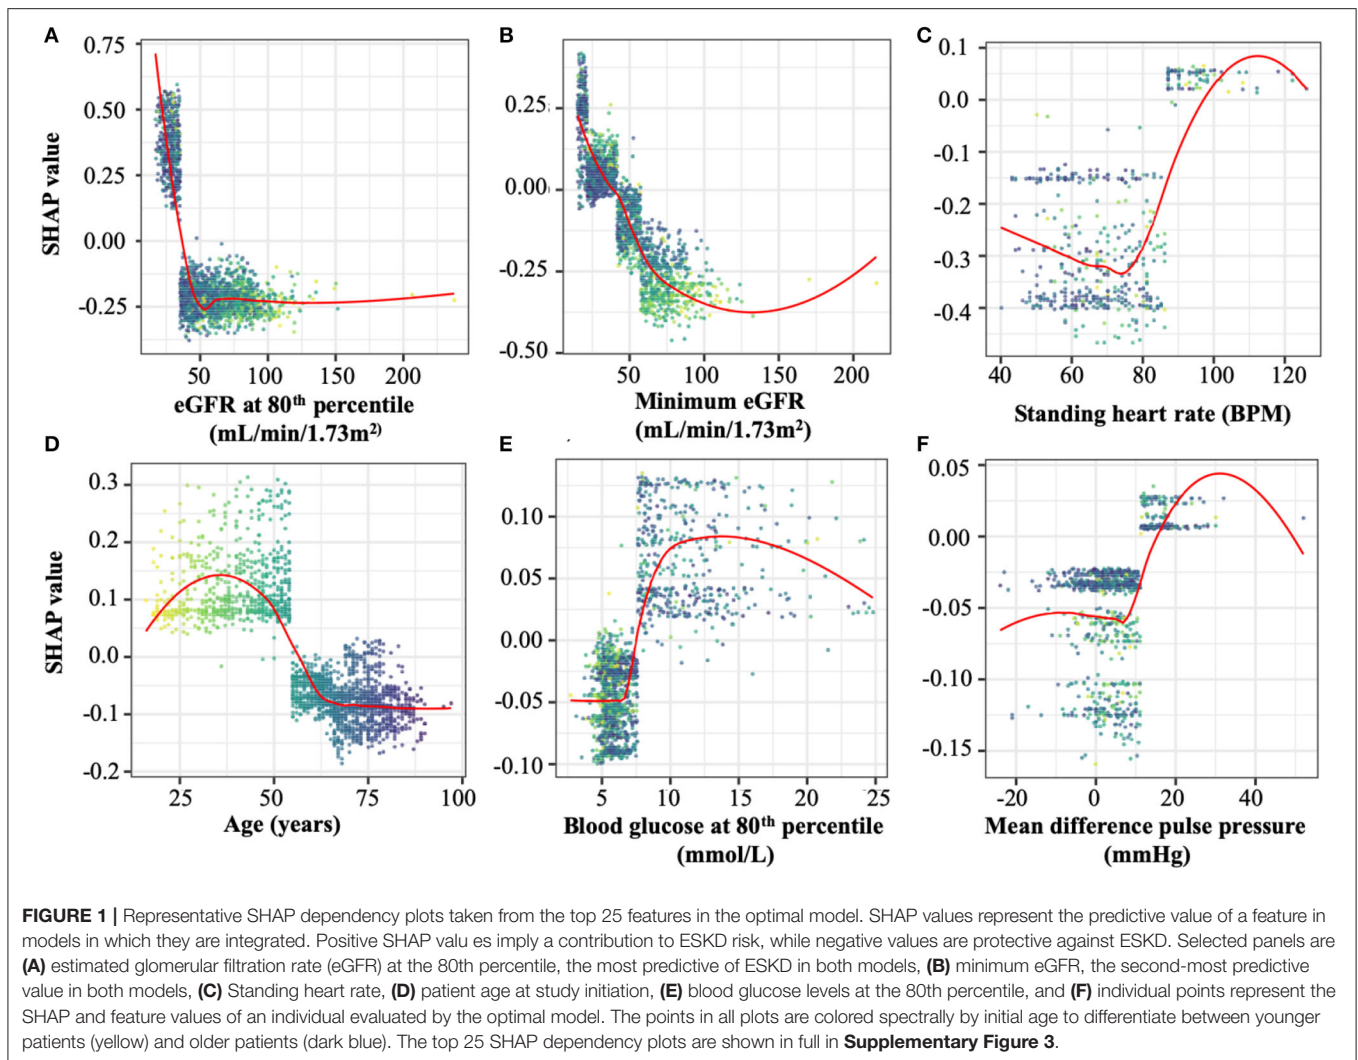 A
B
C
SHAP value
0.75
0.50
0.25
0.00
-0.25
50
100
150
200
eGFR at 80th percentile
(mL/min/1.73m2)
0.25
0.00
-0.25
-0.50
50
100
150
200
Minimum eGFR
(mL/min/1.73m2)
0.1
0.0
-0.1
-0.2
-0.3
-0.4
40
60
80
100
120
Standing heart rate (BPM)
D
E
F
SHAP value
0.3
0.2
0.1
0.0
-0.1
-0.2
25
50
75
100
Age (years)
0.10
0.05
0.00
-0.05
-0.10
5
10
15
20
25
Blood glucose at 80th percentile
(mmol/L)
0.05
0.00
-0.05
-0.10
-0.15
-20
0
20
40
Mean difference pulse pressure
(mmHg)
FIGURE 1 | Representative SHAP dependency plots taken from the top 25 features in the optimal model. SHAP values represent the predictive value of a feature in
models in which they are integrated. Positive SHAP valu es imply a contribution to ESKD risk, while negative values are protective against ESKD. Selected panels are
(A) estimated glomerular filtration rate (eGFR) at the 80th percentile, the most predictive of ESKD in both models, (B) minimum eGFR, the second-most predictive
value in both models, (C) Standing heart rate, (D) patient age at study initiation, (E) blood glucose levels at the 80th percentile, and (F) individual points represent the
SHAP and feature values of an individual evaluated by the optimal model. The points in all plots are colored spectrally by initial age to differentiate between younger
patients (yellow) and older patients (dark blue). The top 25 SHAP dependency plots are shown in full in Supplementary Figure 3.